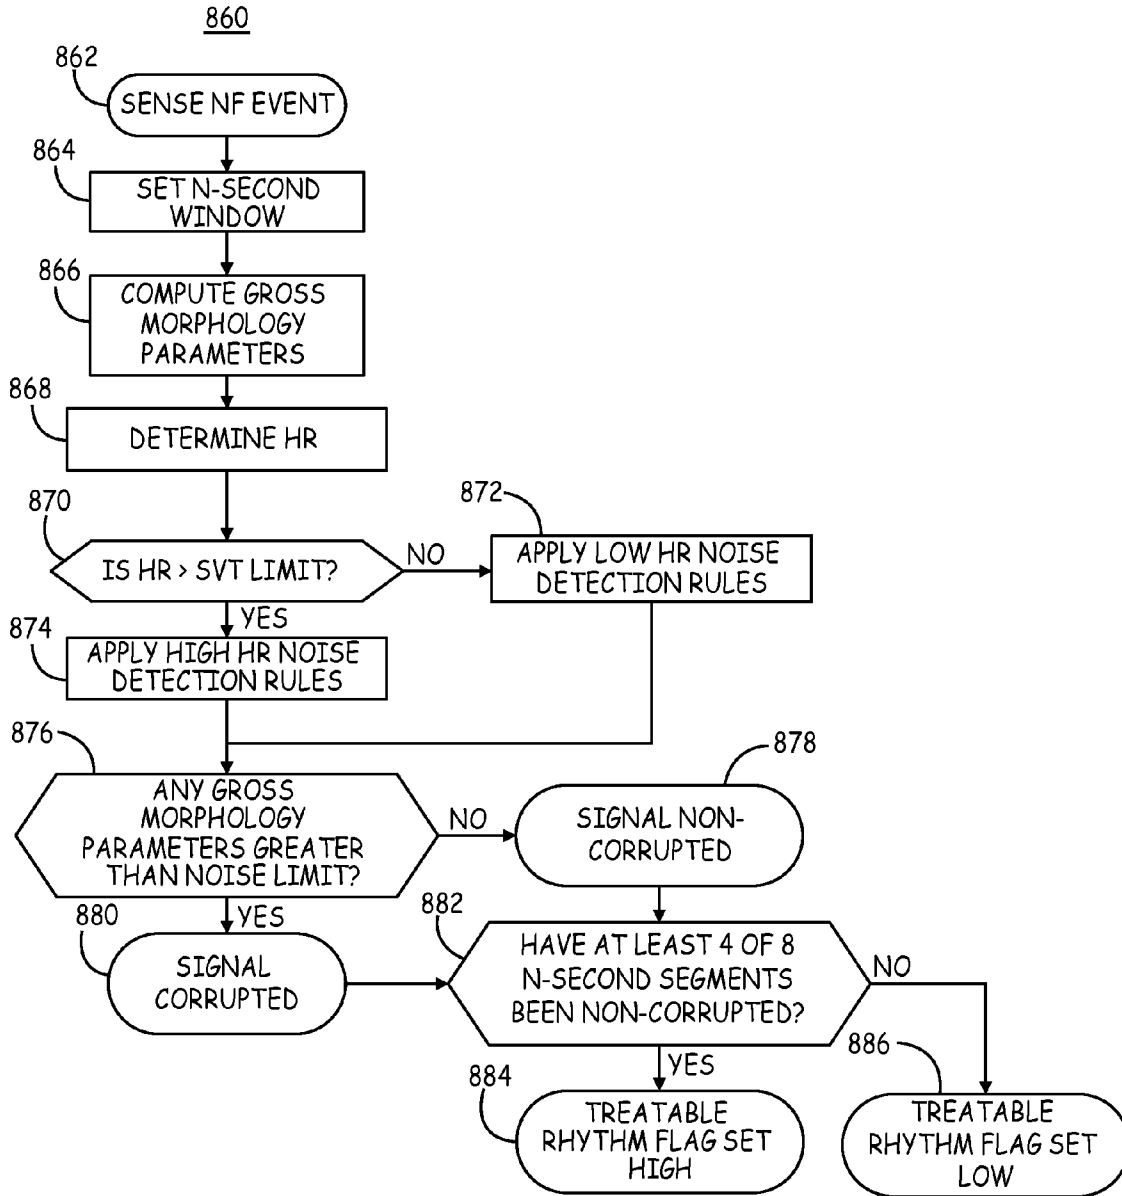 860
862
SENSE NF EVENT
864
SET N-SECOND
WINDOW
866
COMPUTE GROSS
MORPHOLOGY
PARAMETERS
868
DETERMINE HR
870
IS HR > SVT LIMIT?
NO
872
APPLY LOW HR NOISE
DETECTION RULES
YES
874
APPLY HIGH HR NOISE
DETECTION RULES
876
ANY GROSS
MORPHOLOGY
PARAMETERS GREATER
THAN NOISE LIMIT?
NO
878
SIGNAL NON-
CORRUPTED
YES
880
SIGNAL
CORRUPTED
882
HAVE AT LEAST 4 OF 8
N-SECOND SEGMENTS
BEEN NON-CORRUPTED?
NO
YES
884
TREATABLE
RHYTHM FLAG SET
HIGH
886
TREATABLE
RHYTHM FLAG SET
LOW